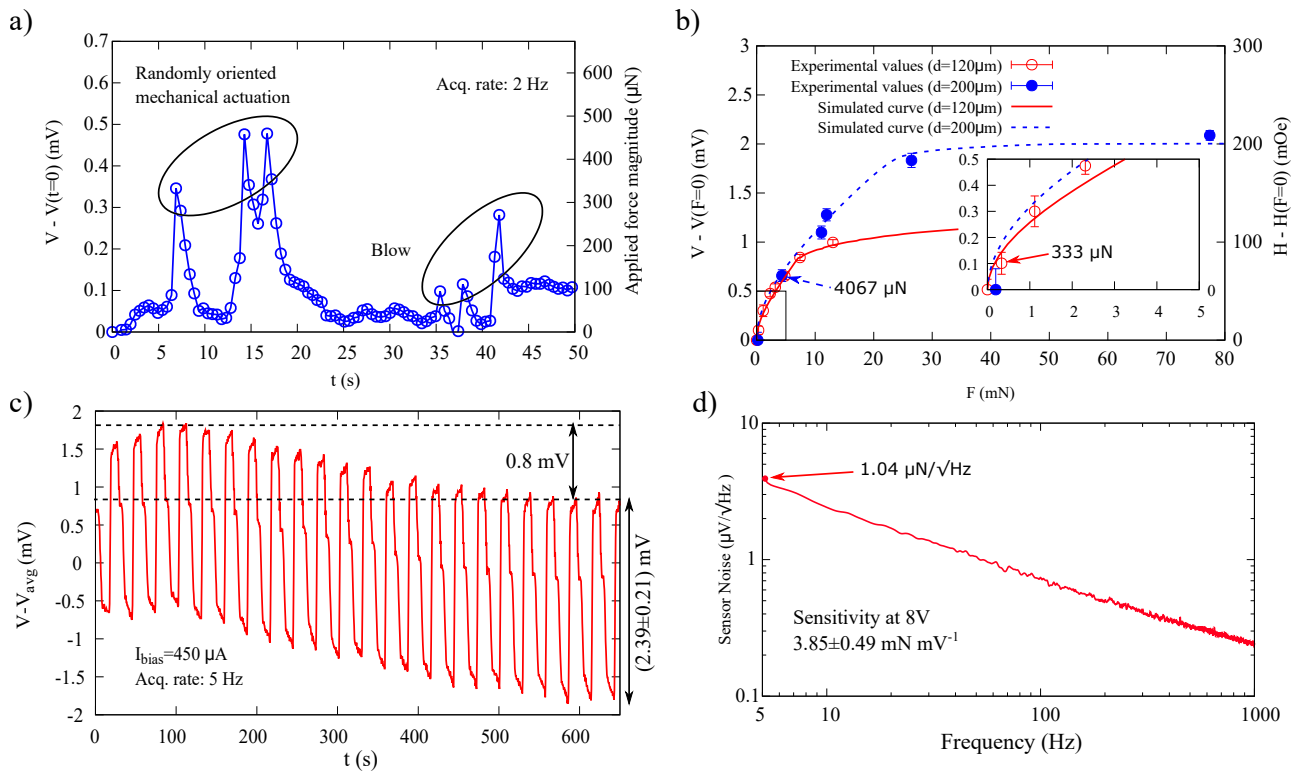 a)
0.7
0.6
0.5
0.4
0.3
0.2
0.1
0
V - V(t=0) (mV)
Randomly oriented
mechanical actuation
Acq. rate: 2 Hz
Blow
600
500
400
300
200
100
0
Applied force magnitude (µN)
0 5 10 15 20 25 30 35 40 45 50
t (s)
b)
3
2.5
2
1.5
1
0.5
0
V - V(F=0) (mV)
Experimental values (d=120µm)
Experimental values (d=200µm)
Simulated curve (d=120µm)
Simulated curve (d=200µm)
300
200
100
0
H - H(F=0) (mOe)
0.5
0.4
0.3
0.2
0.1
0
333 µN
0
0 1 2 3 4 5
4067 µN
0 10 20 30 40 50 60 70 80
F (mN)
c)
2
1.5
1
0.5
0
-0.5
-1
-1.5
-2
V-Vavg (mV)
0.8 mV
(2.39±0.21) mV
Ibias=450 µA
Acq. rate: 5 Hz
0 100 200 300 400 500 600
t (s)
d)
10
1
0.1
Sensor Noise (µV/√Hz)
1.04 µN/√Hz
Sensitivity at 8V
3.85±0.49 mN mV-1
5 10 100 1000
Frequency (Hz)